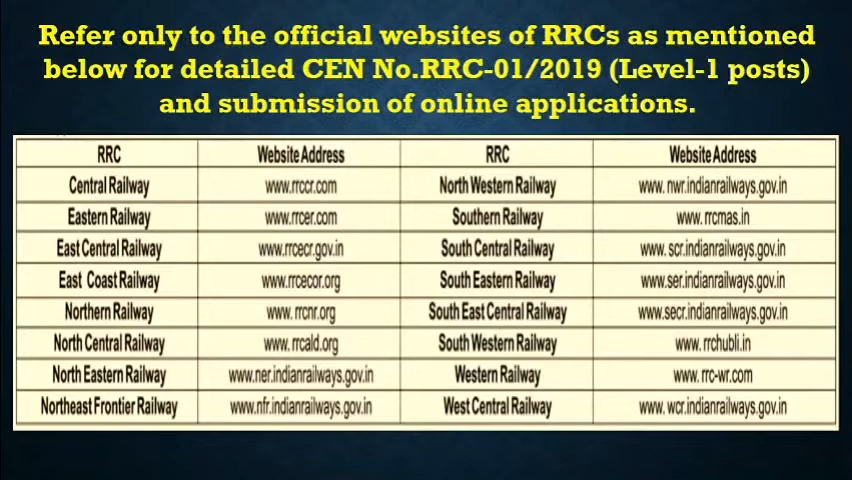 Refer only to the official websites of RRCs as mentioned
below for detailed CEN No.RRC-01/2019 (Level-1 posts)
and submission of online applications.
RRC Website Address RRC Website Address
Central Railway www.rrccr.com North Western Railway www. nwr.indianrailways.gov.in
Eastern Railway www.rrcer.com Southern Railway www. rrcmas.in
East Central Railway www.rrcecr.gov.in South Central Railway www. scr.indianrailways.gov.in
East Coast Railway www.rrcecor.org South Eastern Railway www.ser.indianrailways.gov.in
Northern Railway www. rrcnr.org South East Central Railway www.secr.indianrailways.gov.in
North Central Railway www. rrcald.org South Western Railway www. rrchubli.in
North Eastern Railway www.ner.indianrailways.gov.in Western Railway www. rrc-wr.com
Northeast Frontier Railway www.nfr.indianrailways.gov.in West Central Railway www. wcr.indianrailways.gov.in